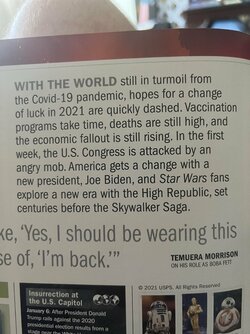 WITH THE WORLD still in turmoil from
the Covid-19 pandemic, hopes for a change
of luck in 2021 are quickly dashed. Vaccination
programs take time, deaths are still high, and
the economic fallout is still rising. In the first
week, the U.S. Congress is attacked by an
angry mob. America gets a change with a
new president, Joe Biden, and Star Wars fans
explore a new era with the High Republic, set
centuries before the Skywalker Saga.
ke, ‘Yes, I should be wearing this
se of, ‘I’m back.’”
TEMUERA MORRISON
ON HIS ROLE AS BOBA FETT
© 2021 USPS. All Rights Reserved
Insurrection at
the U.S. Capitol
January 6: After President Donald
Trump calls against the 2020
presidential election results from a